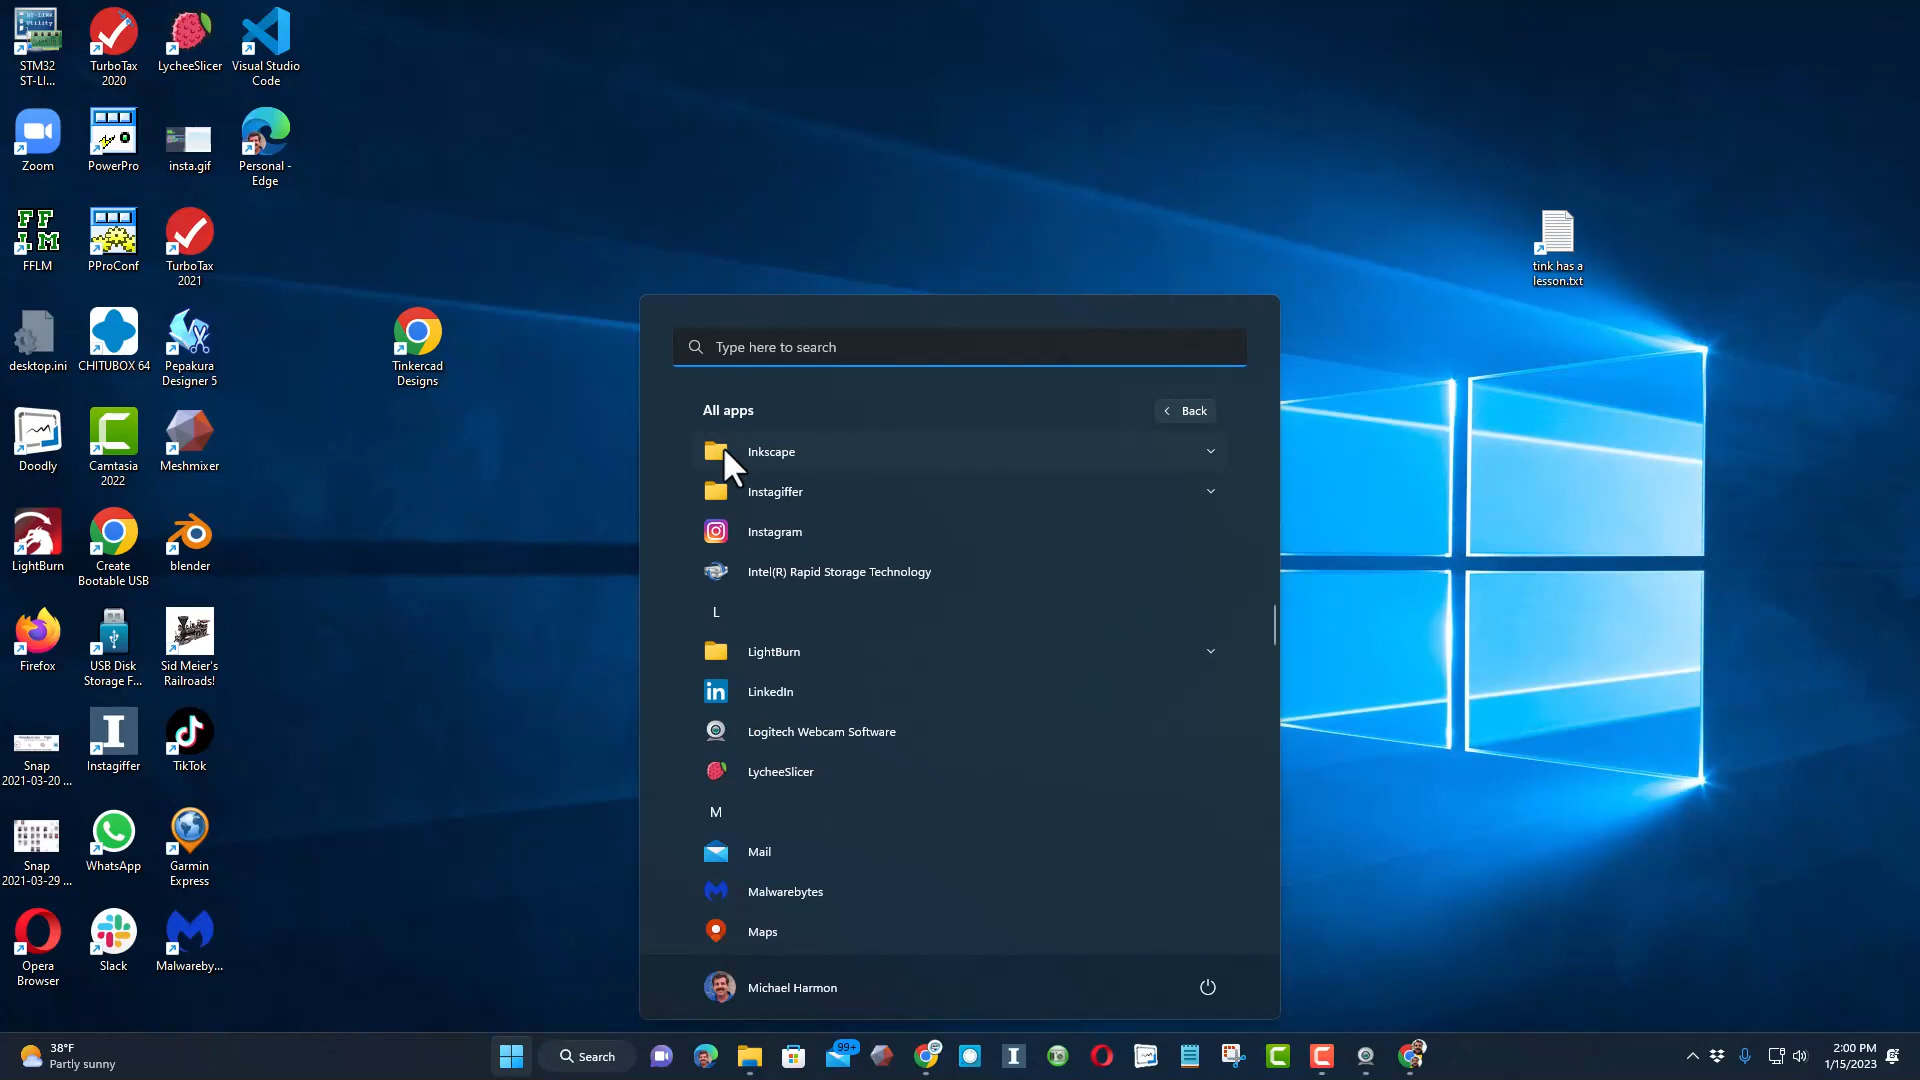 STM32
ST-LI...
TurboTax
2020
LycheeSlicer
Visual Studio
Code
Zoom
PowerPro
insta.gif
Personal -
Edge
FFLM
PProConf
TurboTax
2021
desktop.ini
CHITUBOX 64
Pepakura
Designer 5
Tinkercad
Designs
tink has a
lesson.txt
Doodly
Camtasia
2022
Meshmixer
LightBurn
Create
Bootable USB
blender
Firefox
USB Disk
Storage F...
Sid Meier's
Railroads!
Snap
2021-03-20 ...
Instagiffer
TikTok
Snap
2021-03-29 ...
WhatsApp
Garmin
Express
Opera
Browser
Slack
Malwareby...
Type here to search
All apps
Back
Inkscape
Instagiffer
Instagram
Intel(R) Rapid Storage Technology
L
LightBurn
LinkedIn
Logitech Webcam Software
LycheeSlicer
M
Mail
Malwarebytes
Maps
Michael Harmon
38°F
Partly sunny
Search
99+
2:00 PM
1/15/2023